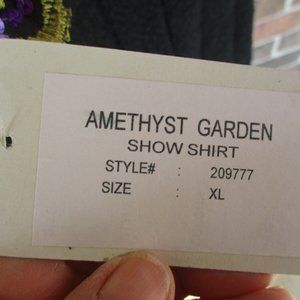 AMETHYST GARDEN
SHOW SHIRT
STYLE# : 209777
SIZE : XL